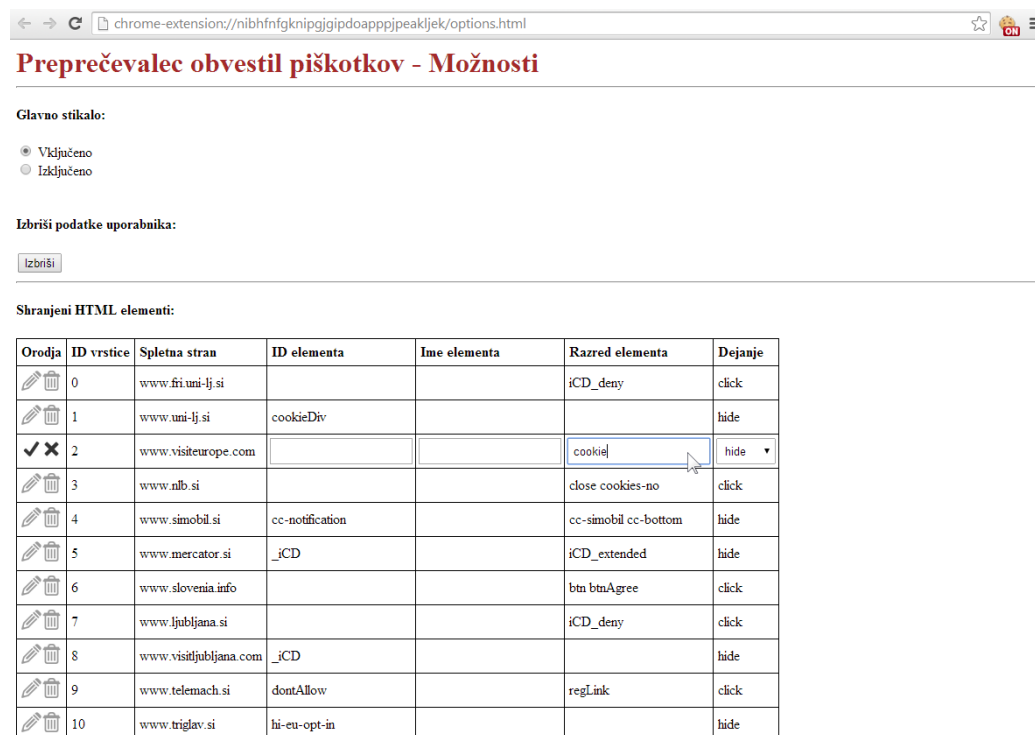 chrome-extension://nibhfnfgknipgjgipdoapppjpeakljek/options.html
ON
Preprečevalec obvestil piškotkov - Možnosti
Glavno stikalo:
Vključeno
Izključeno
Izbriši podatke uporabnika:
Izbriši
Shranjeni HTML elementi:
Orodja ID vrstice Spletna stran ID elementa Ime elementa Razred elementa Dejanje
0 www.fri.uni-lj.si iCD_deny click
1 www.uni-lj.si cookieDiv hide
2 www.visiteurope.com cookie hide
3 www.nlb.si close cookies-no click
4 www.simobil.si cc-notification cc-simobil cc-bottom hide
5 www.mercator.si _iCD iCD_extended hide
6 www.slovenia.info btn btnAgree click
7 www.ljubljana.si iCD_deny click
8 www.visitljubljana.com _iCD hide
9 www.telemach.si dontAllow regLink click
10 www.triglav.si hi-eu-opt-in hide